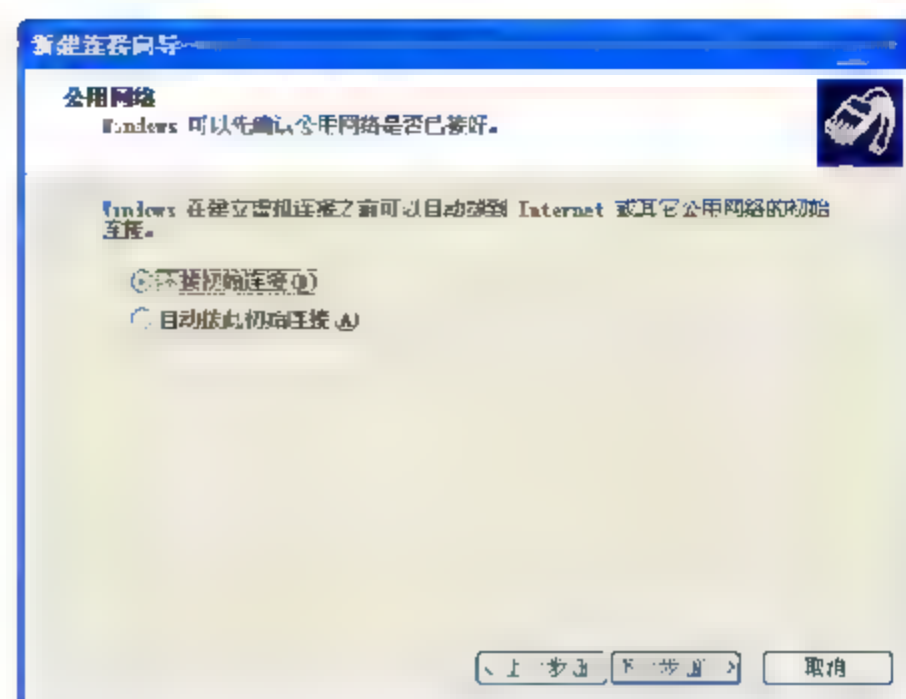 新建连接向导
公用网络
Windows 可以先确认公用网络是否已接好。
Windows 在建立虚拟连接之前可以自动拨到 Internet 或其它公用网络的初始
连接。
不拨初始连接(D)
自动拨此初始连接(A)
< 上一步(B) 下一步(N) > 取消